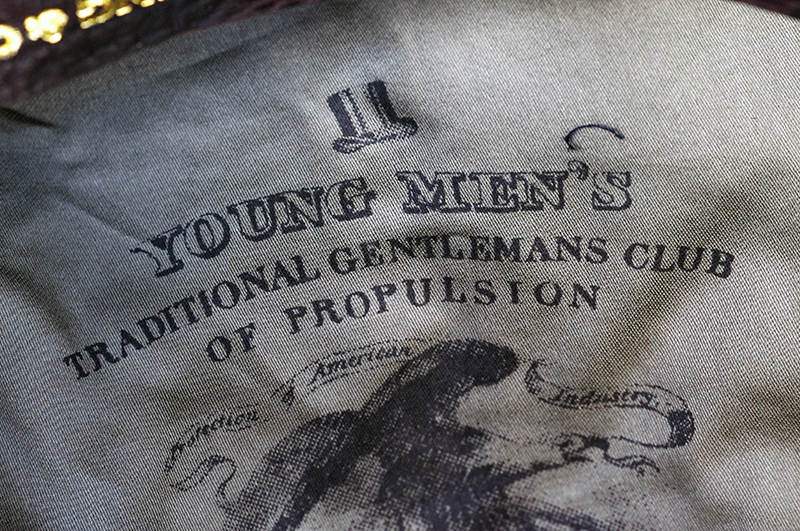 YOUNG MEN'S
TRADITIONAL GENTLEMANS CLUB
OF PROPULSION
Protection of American Industry.